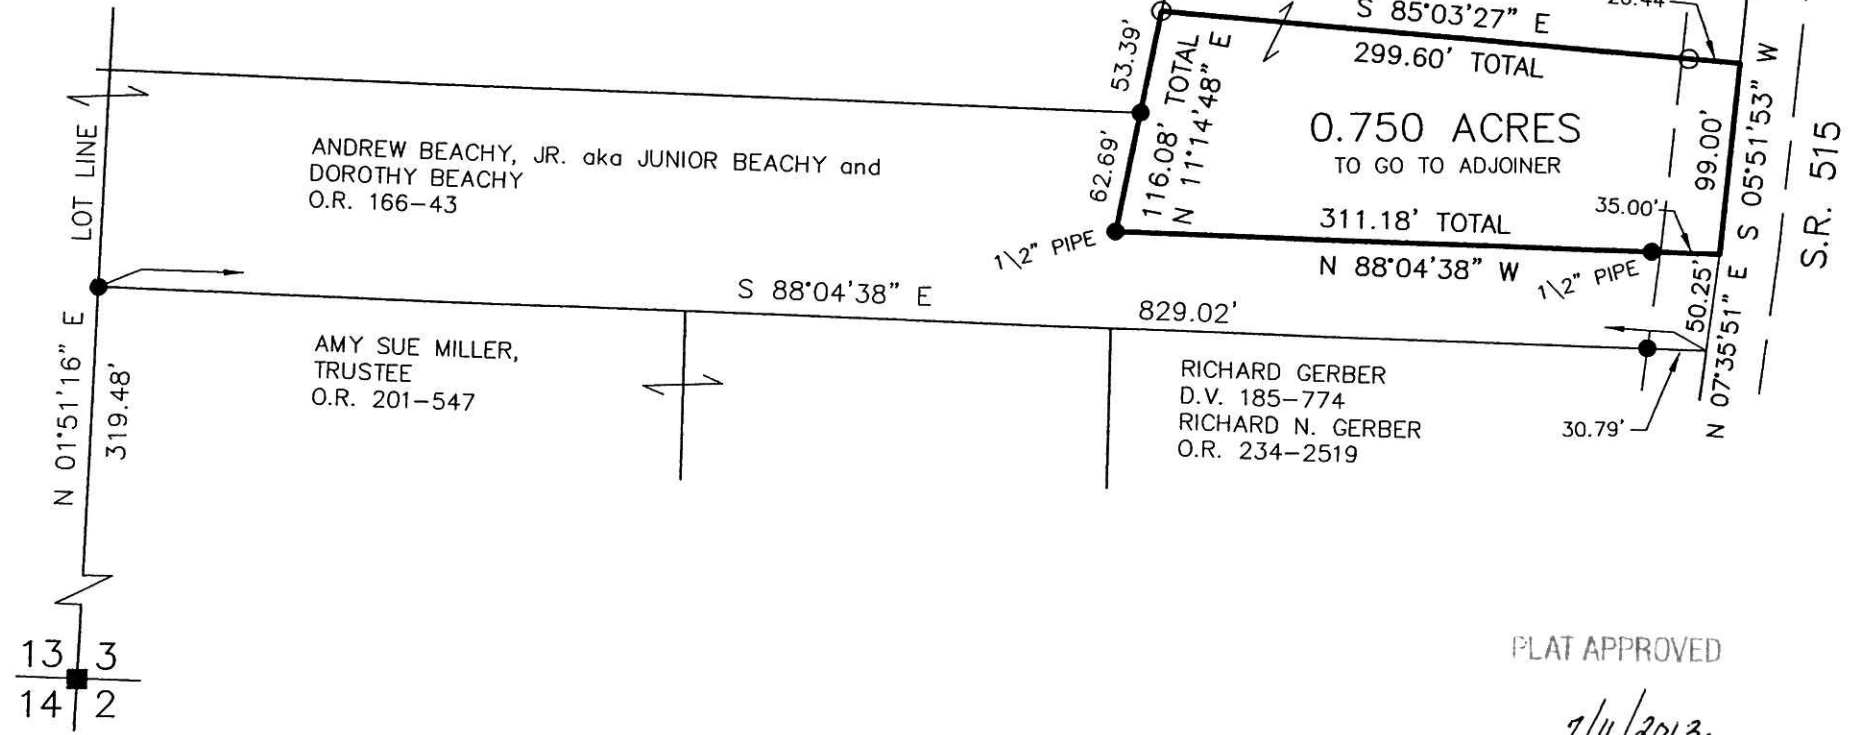 S 85°03'27" E
299.60' TOTAL
53.39'
62.69'
116.08' TOTAL
N 11°14'48" E
0.750 ACRES
TO GO TO ADJOINER
99.00'
S 05°51'53" W
S.R. 515
LOT LINE
ANDREW BEACHY, JR. aka JUNIOR BEACHY and
DOROTHY BEACHY
O.R. 166-43
35.00'
311.18' TOTAL
1\2" PIPE
N 88°04'38" W
1\2" PIPE
50.25'
N 07°35'51" E
S 88°04'38" E
829.02'
N 01°51'16" E
319.48'
AMY SUE MILLER,
TRUSTEE
O.R. 201-547
RICHARD GERBER
D.V. 185-774
RICHARD N. GERBER
O.R. 234-2519
30.79'
13 3
14 2
PLAT APPROVED
7/11/2013